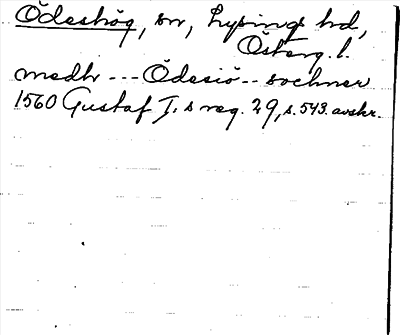 Ödeshög, sn, Lysings hd,
Österg. l.
medh --- Ödesiö -- sochner
1560 Gustaf I:s reg. 29, s. 543. avskr.